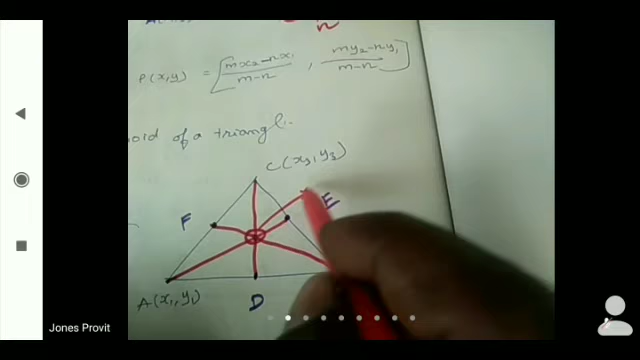 n
P(x,y) = [ mx₂-nx₁ / m-n , my₂-ny₁ / m-n ]
oid of a triangle:
C(x₃, y₃)
F
E
A(x₁, y₁)
D
Jones Provit